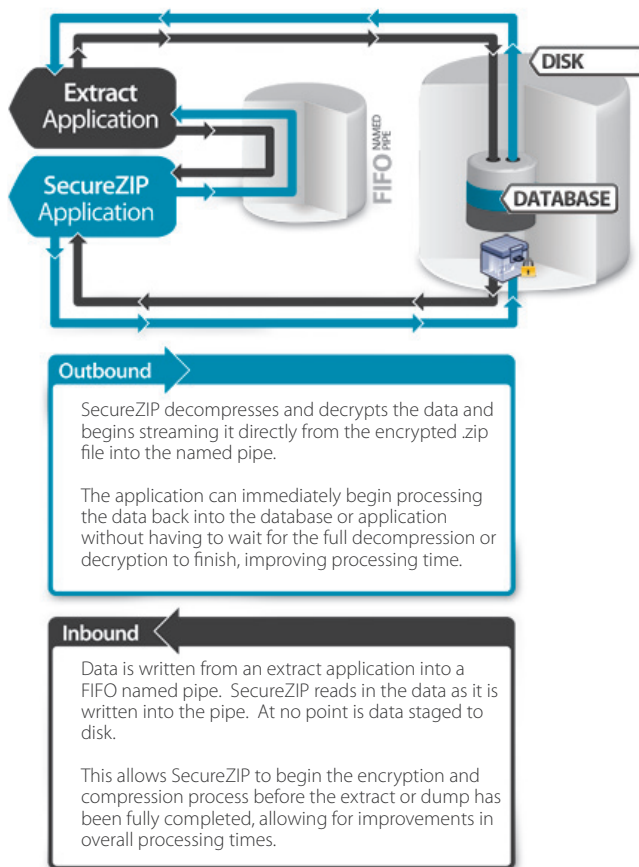 DISK
Extract
Application
FIFO NAMED
PIPE
SecureZIP
Application
DATABASE
Outbound
SecureZIP decompresses and decrypts the data and
begins streaming it directly from the encrypted .zip
file into the named pipe.
The application can immediately begin processing
the data back into the database or application
without having to wait for the full decompression or
decryption to finish, improving processing time.
Inbound
Data is written from an extract application into a
FIFO named pipe.  SecureZIP reads in the data as it is
written into the pipe.  At no point is data staged to
disk.
This allows SecureZIP to begin the encryption and
compression process before the extract or dump has
been fully completed, allowing for improvements in
overall processing times.